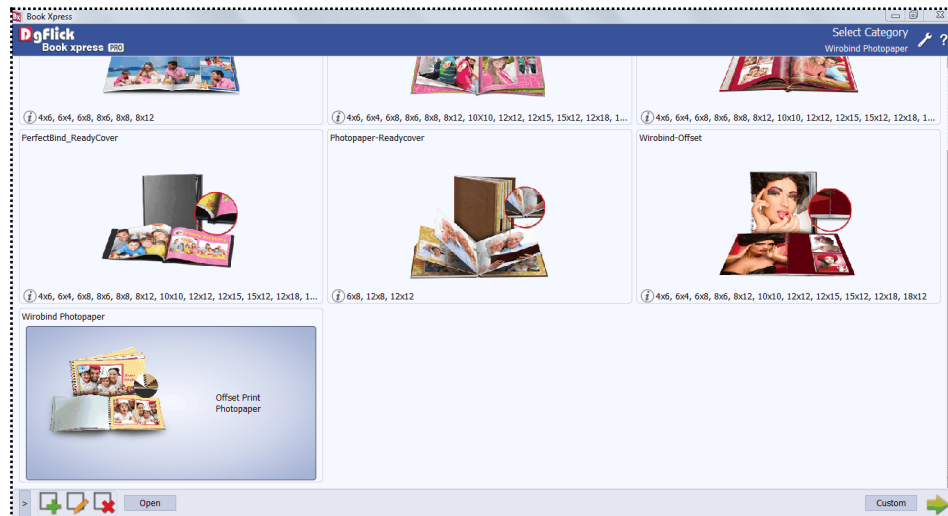 Book Xpress
DgFlick
Book xpress PRO
Select Category
Wirobind Photopaper
?
4x6, 6x4, 6x8, 8x6, 8x8, 8x12
4x6, 6x4, 6x8, 8x6, 8x8, 8x12, 10X10, 12x12, 12x15, 15x12, 12x18, 1...
4x6, 6x4, 6x8, 8x6, 8x8, 8x12, 10x10, 12x12, 12x15, 15x12, 12x18, 1...
PerfectBind_ReadyCover
Photopaper-Readycover
Wirobind-Offset
4x6, 6x4, 6x8, 8x6, 8x8, 8x12, 10x10, 12x12, 12x15, 15x12, 12x18, 1...
6x8, 12x8, 12x12
4x6, 6x4, 6x8, 8x6, 8x12, 10x10, 12x12, 12x15, 15x12, 12x18, 18x12
Wirobind Photopaper
Offset Print
Photopaper
> Open
Custom